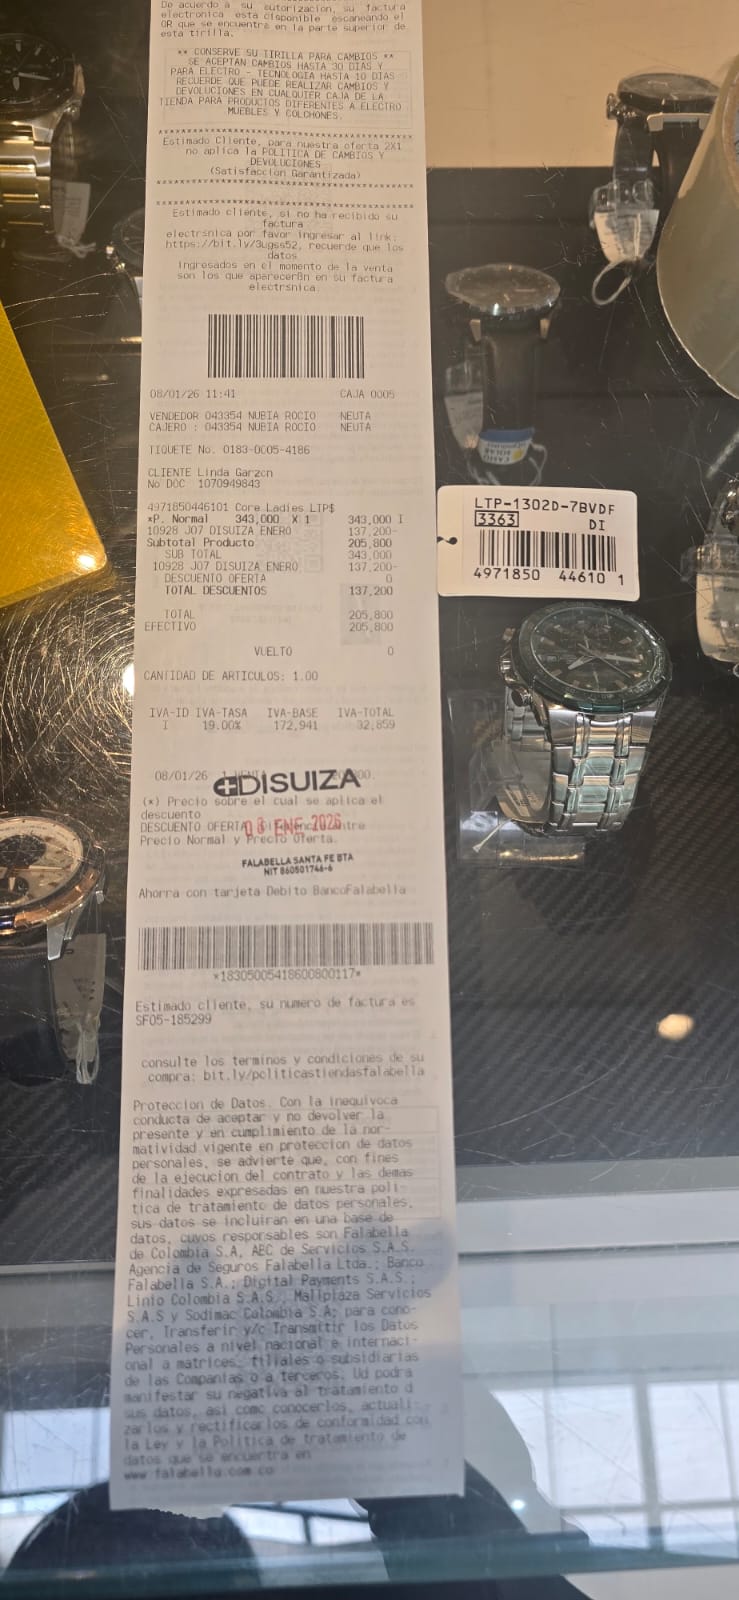 De acuerdo a su autorizacion, su factura
electronica esta disponible escaneando el
QR que se encuentra en la parte superior de
esta tirilla.
** CONSERVE SU TIRILLA PARA CAMBIOS **
SE ACEPTAN CAMBIOS HASTA 30 DIAS Y
PARA ELECTRO - TECNOLOGIA HASTA 10 DIAS
RECUERDE QUE PUEDE REALIZAR CAMBIOS Y
DEVOLUCIONES EN CUALQUIER CAJA DE LA
TIENDA PARA PRODUCTOS DIFERENTES A ELECTRO
MUEBLES Y COLCHONES.
Estimado Cliente, para nuestra oferta 2X1
no aplica la POLITICA DE CAMBIOS Y
DEVOLUCIONES
(Satisfaccion Garantizada)
Estimado cliente, si no ha recibido su
factura
electrsnica por favor ingresar al link:
https://bit.ly/3ugss52, recuerde que los
datos
ingresados en el momento de la venta
son los que aparecer8n en su factura
electrsnica.
08/01/26 11:41 CAJA 0005
VENDEDOR 043354 NUBIA ROCIO NEUTA
CAJERO : 043354 NUBIA ROCIO NEUTA
TIQUETE No. 0183-0005-4186
CLIENTE Linda Garzon
No DOC 1070949843
4971850446101 Core Ladies LTP$
*P. Normal 343,000 X 1 343,000 I
10928 J07 DISUIZA ENERO 137,200-
Subtotal Producto 205,800
SUB TOTAL 343,000
10928 J07 DISUIZA ENERO 137,200-
DESCUENTO OFERTA 0
TOTAL DESCUENTOS 137,200
TOTAL 205,800
EFECTIVO 205,800
VUELTO 0
CANTIDAD DE ARTICULOS: 1.00
IVA-ID IVA-TASA IVA-BASE IVA-TOTAL
I 19.00% 172,941 32,859
08/01/26
DISUIZA
(*) Precio sobre el cual se aplica el
descuento
DESCUENTO OFERTA: Diferencia entre
08 ENE 2026
Precio Normal y Precio Oferta.
FALABELLA SANTA FE BTA
NIT 860501746-6
Ahorra con tarjeta Debito BancoFalabella
*18305005418600800117*
Estimado cliente, su numero de factura es
SF05-185299
consulte los terminos y condiciones de su
compra: bit.ly/politicastiendasfalabella
Proteccion de Datos. Con la inequivoca
conducta de aceptar y no devolver la
presente y en cumplimiento de la nor-
matividad vigente en proteccion de datos
personales, se advierte que, con fines
de la ejecucion del contrato y las demas
finalidades expresadas en nuestra poli-
tica de tratamiento de datos personales,
sus datos se incluiran en una base de
datos, cuyos responsables son Falabella
de Colombia S.A, ABC de Servicios S.A.S.
Agencia de Seguros Falabella Ltda.; Banco
Falabella S.A.; Digital Payments S.A.S.;
Linio Colombia S.A.S.; Mallplaza Servicios
S.A.S y Sodimac Colombia S.A; para cono-
cer, Transferir y/o Transmitir los Datos
Personales a nivel nacional e internaci-
onal a matrices, filiales o subsidiarias
de las Companias o a terceros. Ud podra
manifestar su negativa al tratamiento d
sus datos, asi como conocerlos, actuali-
zarlos y rectificarlos de conformidad con
la Ley y la Politica de tratamiento de
datos que se encuentra en
www.falabella.com.co
LTP-1302D-7BVDF
3363 DI
4971850 44610 1